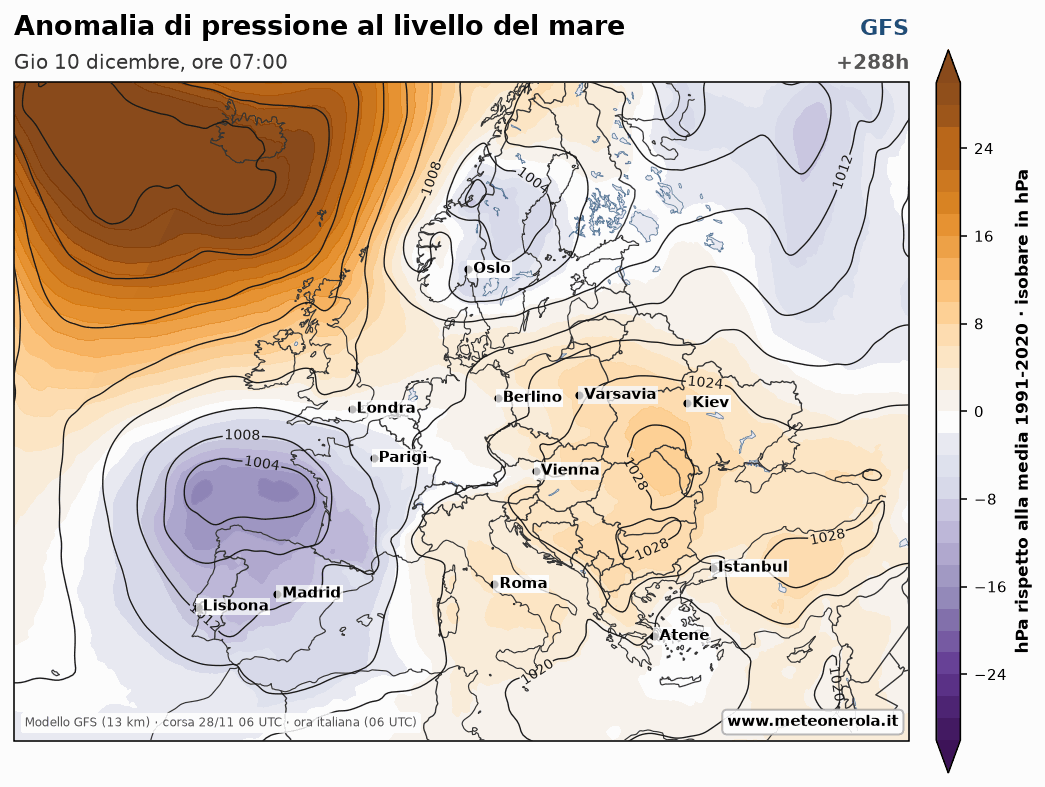 Anomalia di pressione al livello del mare
GFS
Gio 10 dicembre, ore 07:00
+288h
1008
1004
1012
Oslo
1024
Berlino
Varsavia
Kiev
Londra
1008
1004
Parigi
Vienna
1028
1028
1028
Istanbul
Roma
Madrid
Lisbona
1012
Atene
1020
1020
24
16
8
0
−8
−16
−24
hPa rispetto alla media 1991-2020 · isobare in hPa
Modello GFS (13 km) · corsa 28/11 06 UTC · ora italiana (06 UTC)
www.meteonerola.it